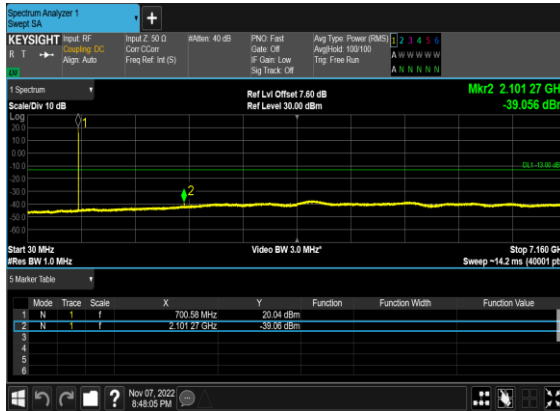 Spectrum Analyzer 1
Swept SA
+
KEYSIGHT Input: RF Input Z: 50 Ω #Atten: 40 dB PNO: Fast Avg Type: Power (RMS) 1 2 3 4 5 6
R T Coupling: DC Corr CCorr Gate: Off Avg|Hold: 100/100 A W W W W W
Align: Auto Freq Ref: Int (S) IF Gain: Low Trig: Free Run
Sig Track: Off A N N N N N
1 Spectrum
Ref Lvl Offset 7.60 dB Mkr2 2.101 27 GH
Scale/Div 10 dB Ref Level 30.00 dBm -39.056 dB
Log
20.0 1
10.0
0.00
-10.0 DL1 -13.00 dB
-20.0
-30.0 2
-40.0
-50.0
-60.0
Start 30 MHz Video BW 3.0 MHz* Stop 7.160 GH
#Res BW 1.0 MHz Sweep ~14.2 ms (40001 pt
5 Marker Table
Mode Trace Scale X Y Function Function Width Function Value
1 N 1 f 700.58 MHz 20.04 dBm
2 N 1 f 2.101 27 GHz -39.06 dBm
3
4
5
6
? Nov 07, 2022
8:48:05 PM